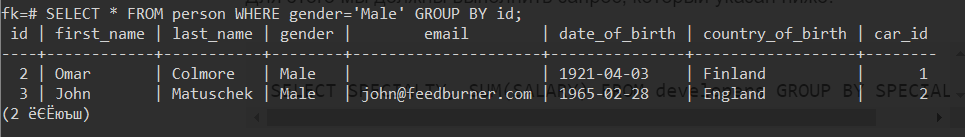 fk=# SELECT * FROM person WHERE gender='Male' GROUP BY id;
 id | first_name | last_name | gender |        email        | date_of_birth | country_of_birth | car_id
----+------------+-----------+--------+---------------------+---------------+------------------+--------
  2 | Omar       | Colmore   | Male   |                     | 1921-04-03    | Finland          |      1
  3 | John       | Matuschek | Male   | john@feedburner.com | 1965-02-28    | England          |      2
(2 ёЄЁюъш)